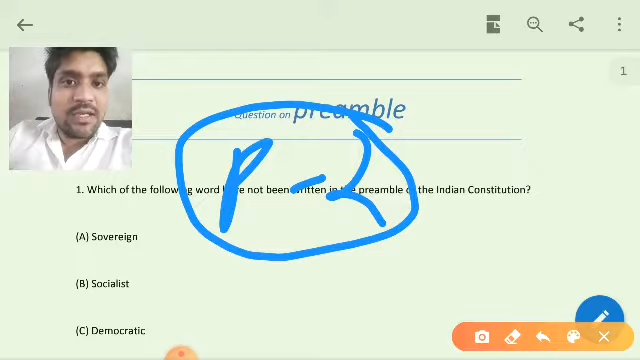 1
Question on preamble
P-2
1. Which of the following word have not been written in the preamble of the Indian Constitution?
(A) Sovereign
(B) Socialist
(C) Democratic